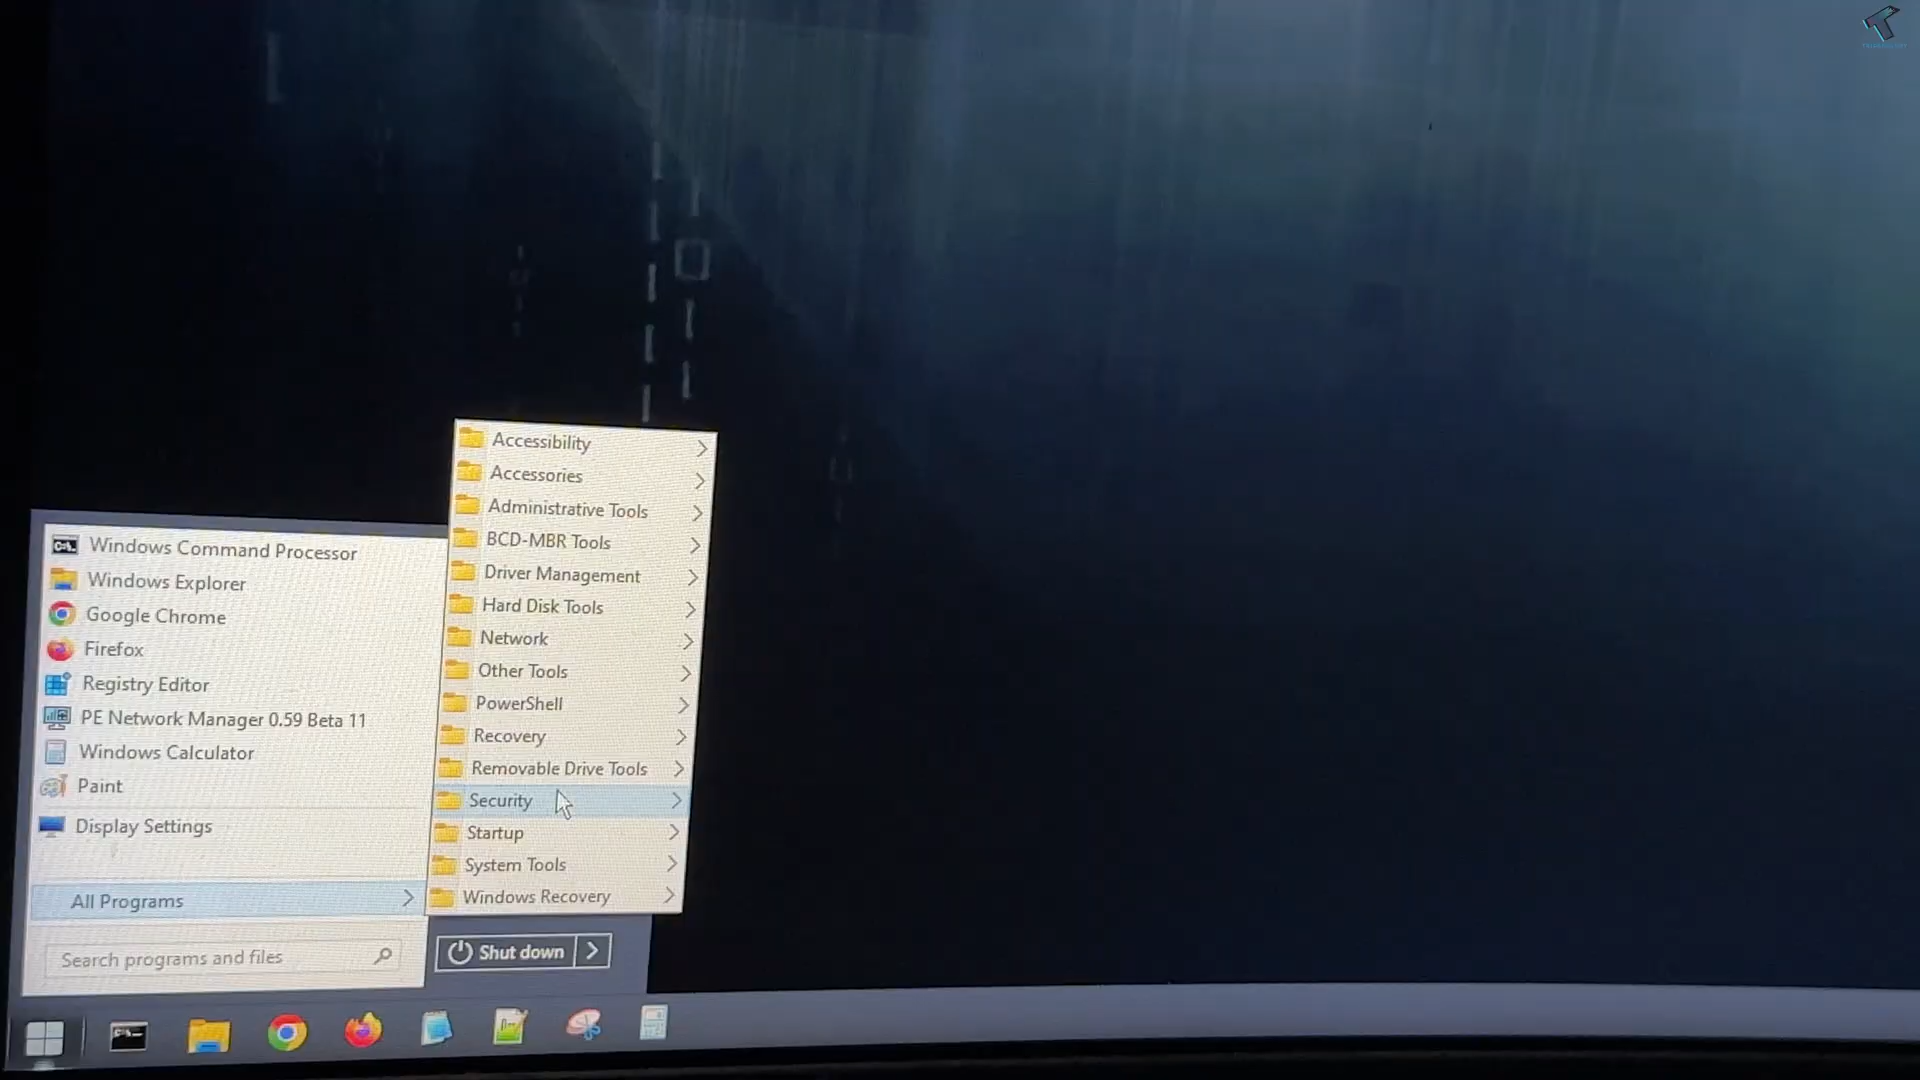 Accessibility
Accessories
Administrative Tools
BCD-MBR Tools
Driver Management
Hard Disk Tools
Network
Other Tools
PowerShell
Recovery
Removable Drive Tools
Security
Startup
System Tools
Windows Recovery
Windows Command Processor
Windows Explorer
Google Chrome
Firefox
Registry Editor
PE Network Manager 0.59 Beta 11
Windows Calculator
Paint
Display Settings
All Programs
Search programs and files
Shut down